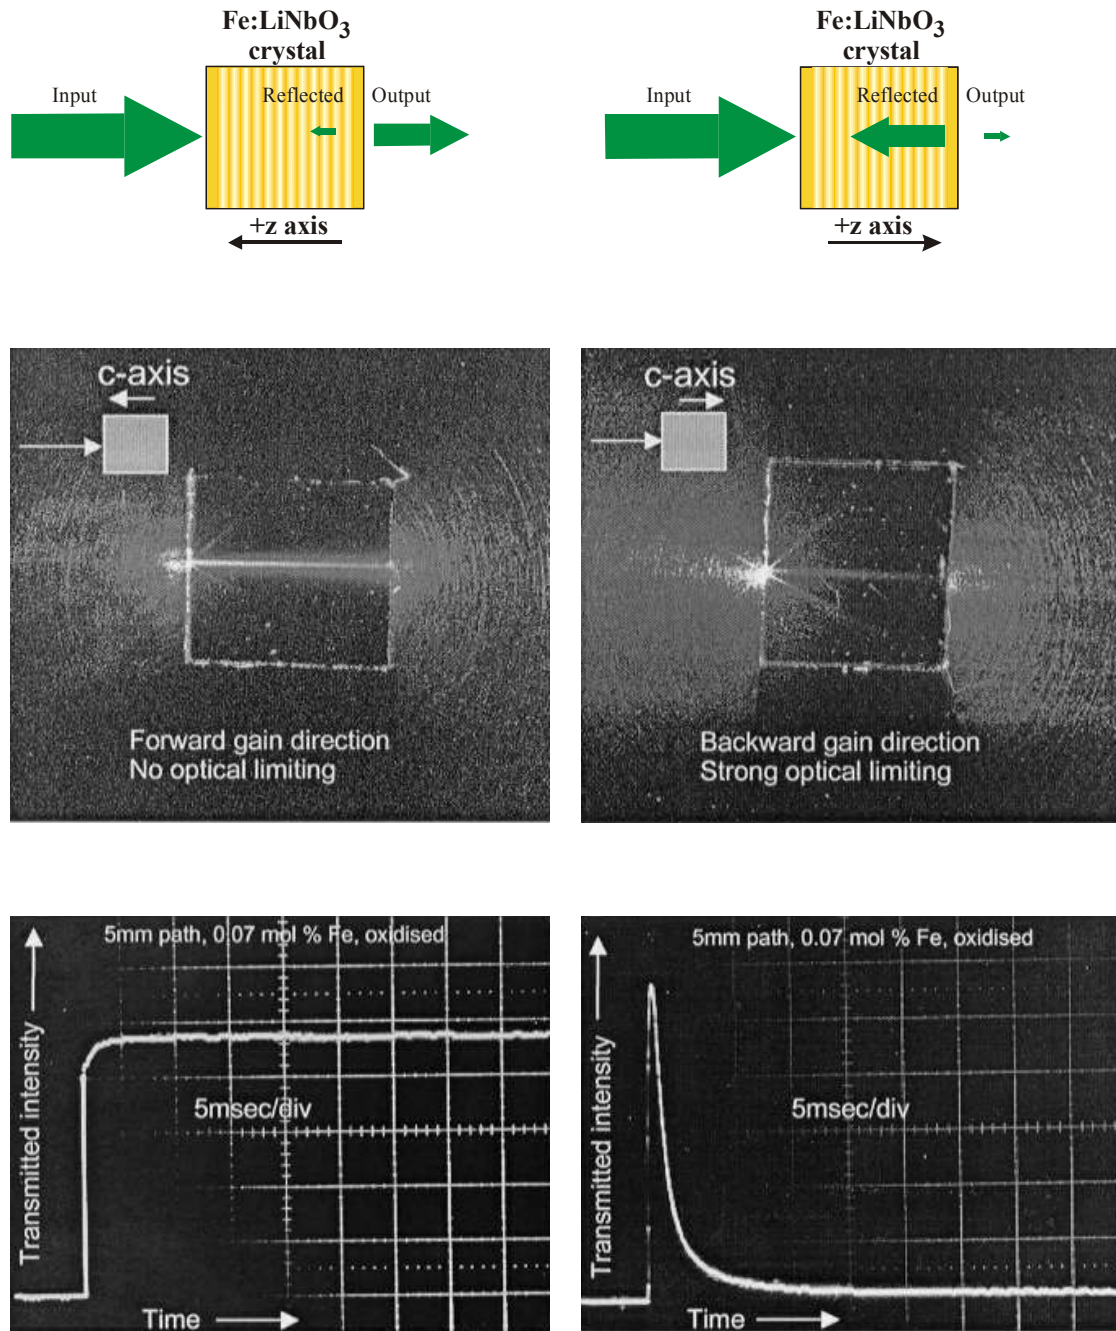 Fe:LiNbO3
crystal
Input
Reflected
Output
+z axis
Fe:LiNbO3
crystal
Input
Reflected
Output
+z axis
c-axis
Forward gain direction
No optical limiting
c-axis
Backward gain direction
Strong optical limiting
5mm path, 0.07 mol % Fe, oxidised
Transmitted intensity
5msec/div
Time
5mm path, 0.07 mol % Fe, oxidised
Transmitted intensity
5msec/div
Time